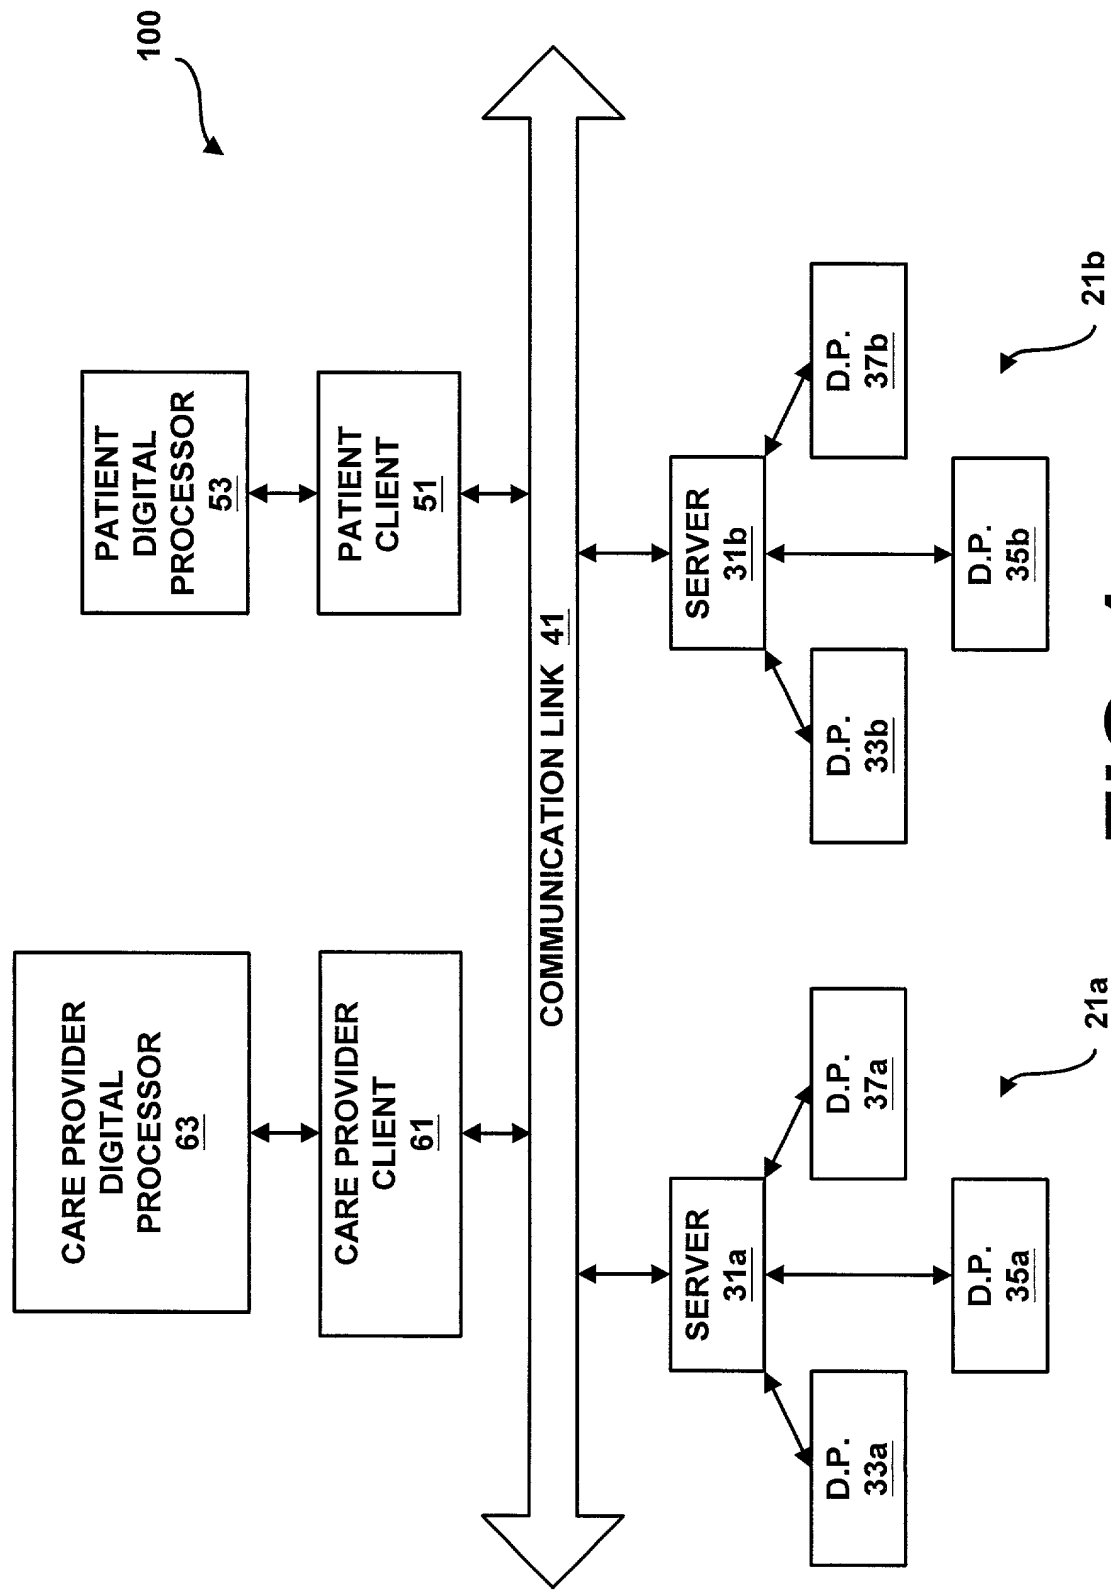 100
CARE PROVIDER
DIGITAL
PROCESSOR
63
PATIENT
DIGITAL
PROCESSOR
53
CARE PROVIDER
CLIENT
61
PATIENT
CLIENT
51
COMMUNICATION LINK 41
SERVER
31a
SERVER
31b
D.P.
33a
D.P.
37a
D.P.
33b
D.P.
37b
D.P.
35a
D.P.
35b
21a
21b